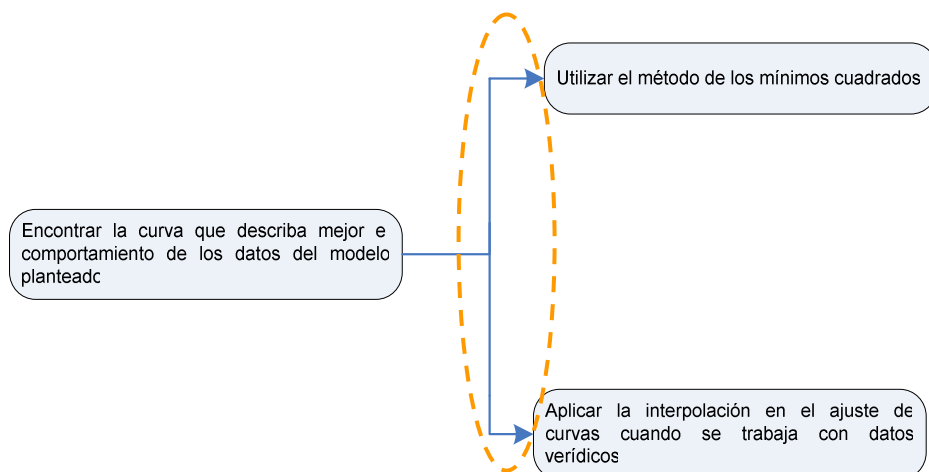 Utilizar el método de los mínimos cuadrados
Encontrar la curva que describa mejor e
comportamiento de los datos del modelo
planteado
Aplicar la interpolación en el ajuste de
curvas cuando se trabaja con datos
verídicos